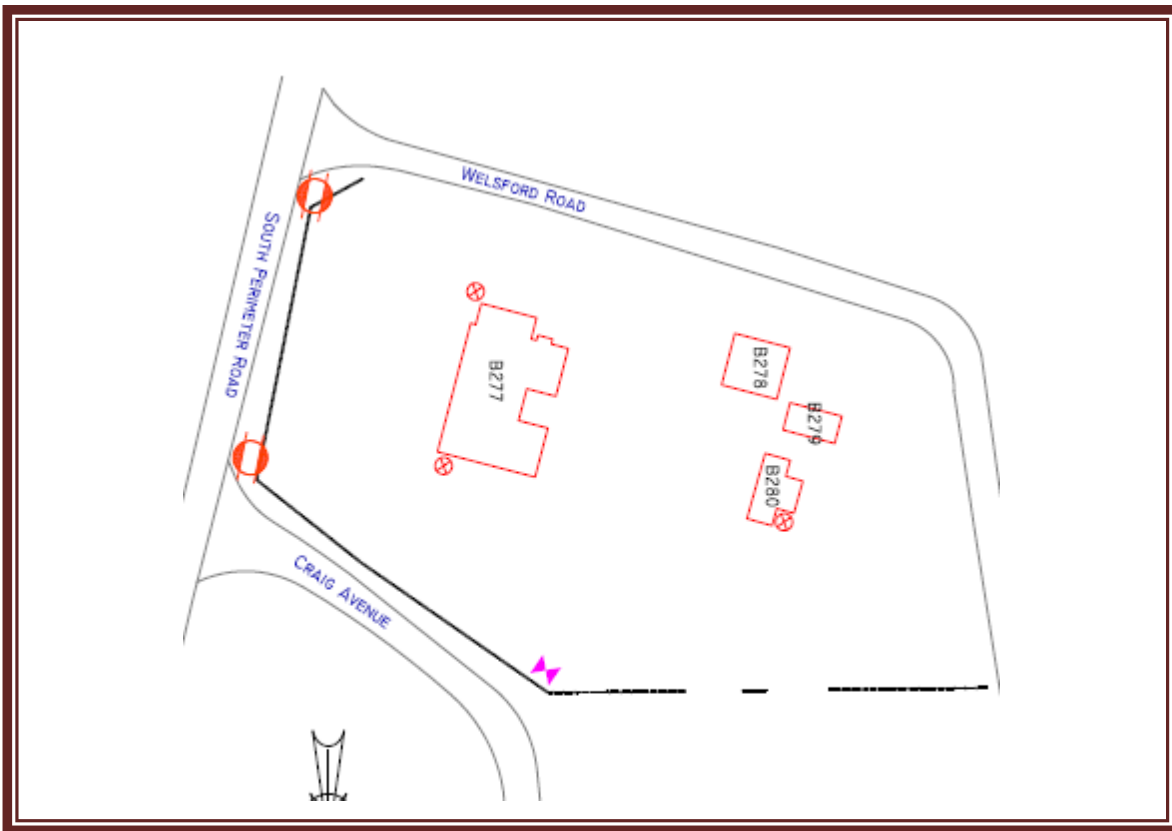 WELSFORD ROAD
SOUTH PERIMETER ROAD
B277
B278
B279
B280
CRAIG AVENUE